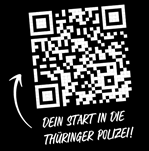 DEIN START IN DIE
THÜRINGER POLIZEI!